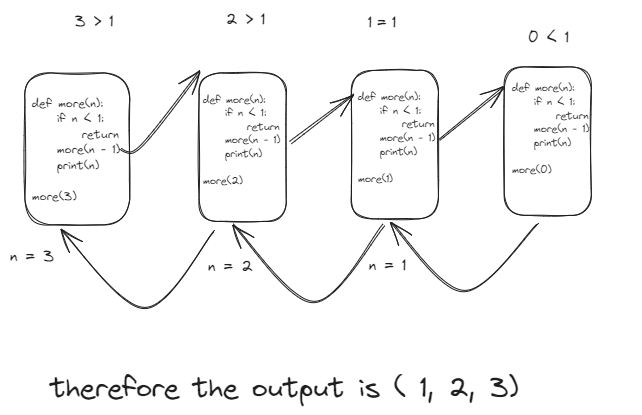 3 > 1
2 > 1
1 = 1
0 < 1
def more(n):
if n < 1:
return
more(n - 1)
print(n)
more(3)
def more(n):
if n < 1:
return
more(n - 1)
print(n)
more(2)
def more(n):
if n < 1:
return
more(n - 1)
print(n)
more(1)
def more(n):
if n < 1:
return
more(n - 1)
print(n)
more(0)
n = 3
n = 2
n = 1
therefore the output is ( 1, 2, 3)